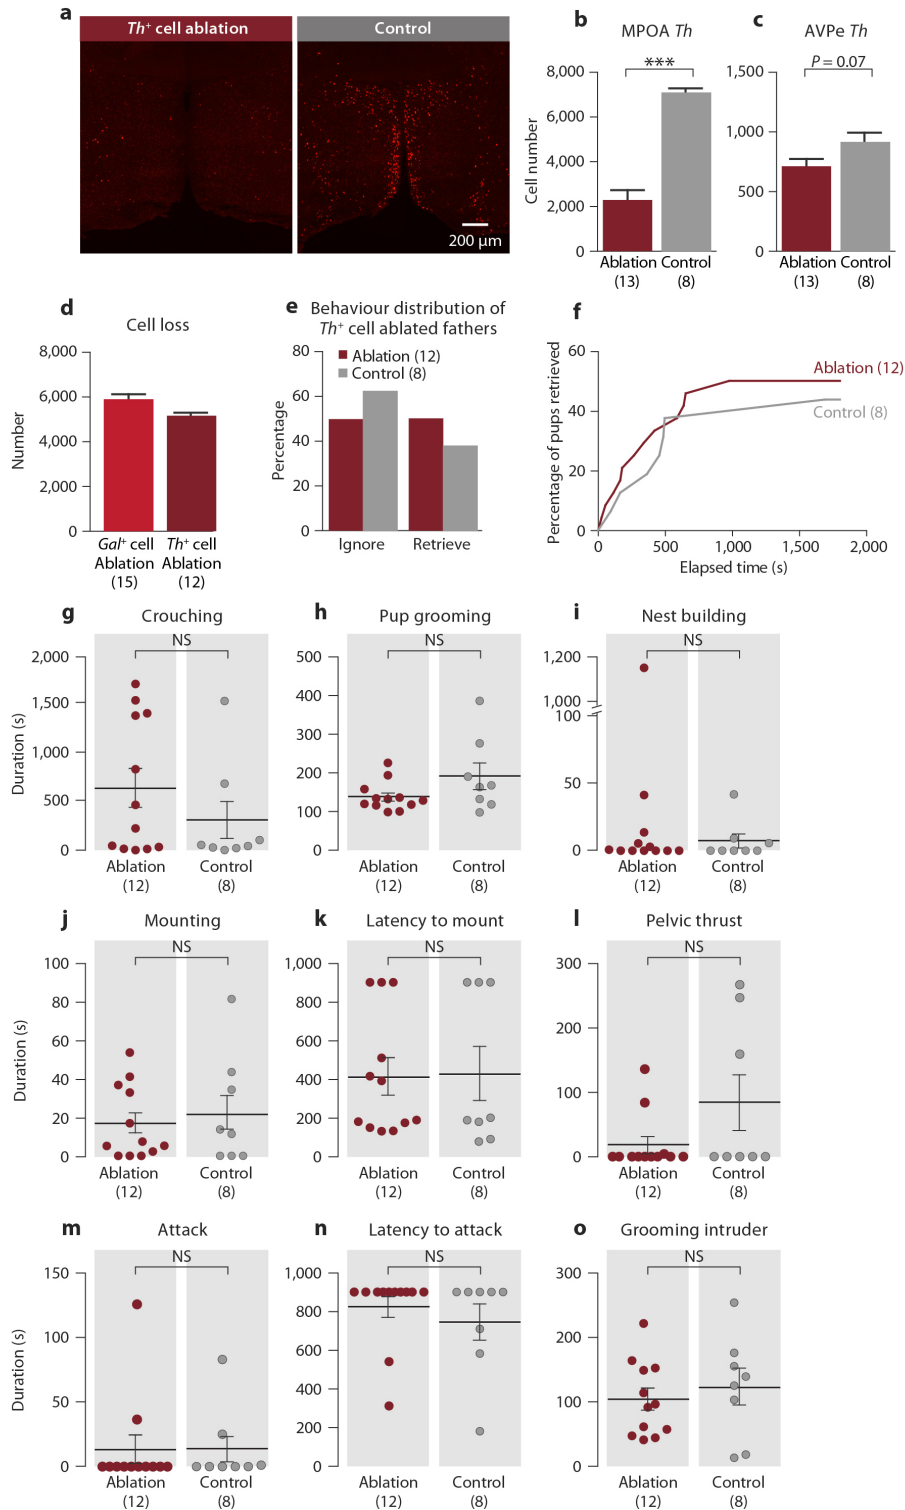 a
Th+ cell ablation
Control
200 μm
b
MPOA Th
***
8,000
6,000
4,000
2,000
0
Cell number
Ablation
(13)
Control
(8)
c
AVPe Th
P = 0.07
1,500
1,000
500
0
Ablation
(13)
Control
(8)
d
Cell loss
8,000
6,000
4,000
2,000
0
Number
Gal+ cell
Ablation
(15)
Th+ cell
Ablation
(12)
e
Behaviour distribution of
Th+ cell ablated fathers
Ablation (12)
Control (8)
80
60
40
20
0
Percentage
Ignore
Retrieve
f
60
40
20
0
Percentage of pups retrieved
Ablation (12)
Control (8)
0
500
1,000
1,500
2,000
Elapsed time (s)
g
Crouching
NS
2,000
1,500
1,000
500
0
Duration (s)
Ablation
(12)
Control
(8)
h
Pup grooming
NS
500
400
300
200
100
0
Ablation
(12)
Control
(8)
i
Nest building
NS
1,200
1,000
100
50
0
Ablation
(12)
Control
(8)
j
Mounting
NS
100
80
60
40
20
0
Duration (s)
Ablation
(12)
Control
(8)
k
Latency to mount
NS
1,000
800
600
400
200
0
Ablation
(12)
Control
(8)
l
Pelvic thrust
NS
300
200
100
0
Ablation
(12)
Control
(8)
m
Attack
NS
150
100
50
0
Duration (s)
Ablation
(12)
Control
(8)
n
Latency to attack
NS
1,000
800
600
400
200
0
Ablation
(12)
Control
(8)
o
Grooming intruder
NS
300
200
100
0
Ablation
(12)
Control
(8)